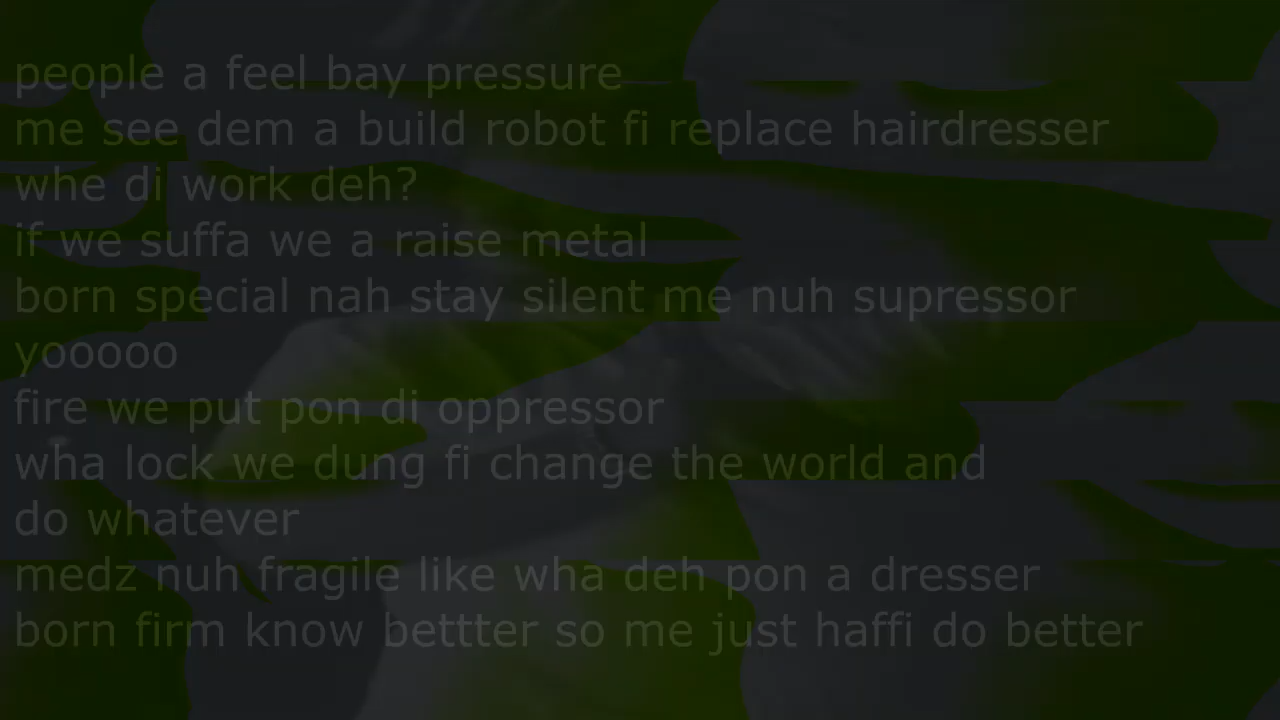 people a feel bay pressure
me see dem a build robot fi replace hairdresser
whe di work deh?
if we suffa we a raise metal
born special nah stay silent me nuh supressor
yooooo
fire we put pon di oppressor
wha lock we dung fi change the world and
do whatever
medz nuh fragile like wha deh pon a dresser
born firm know bettter so me just haffi do better